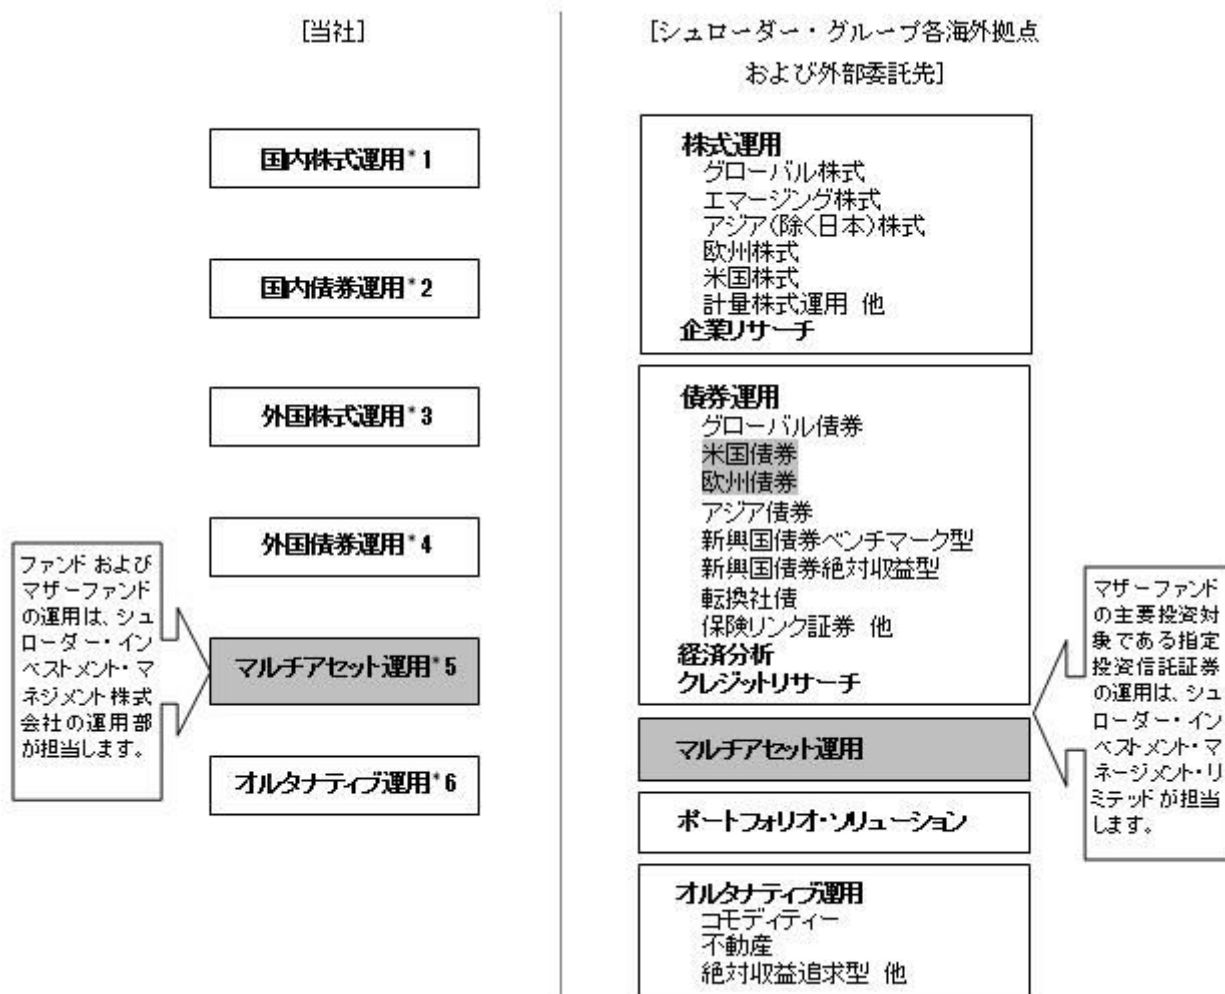 [当社]
国内株式運用*1
国内債券運用*2
外国株式運用*3
外国債券運用*4
マルチアセット運用*5
オルタナティブ運用*6
ファンド および
マザーファンド
の運用は、シュ
ローダー・イン
ベストメント・マ
ネジメント 株式
会社の運用部
が担当します。
[シュローダー・グループ各海外拠点
および外部委託先]
株式運用
グローバル株式
エマージング株式
アジア(除く日本)株式
欧州株式
米国株式
計量株式運用 他
企業リサーチ
債券運用
グローバル債券
米国債券
欧州債券
アジア債券
新興国債券ベンチマーク型
新興国債券絶対収益型
転換社債
保険リンク証券 他
経済分析
クレジットリサーチ
マルチアセット運用
ポートフォリオ・ソリューション
オルタナティブ運用
コモディティー
不動産
絶対収益追求型 他
マザーファンド
の主要投資対
象である指定
投資信託証券
の運用は、シュ
ローダー・イン
ベストメント・マ
ネージメント・リ
ミテッド が担当
します。